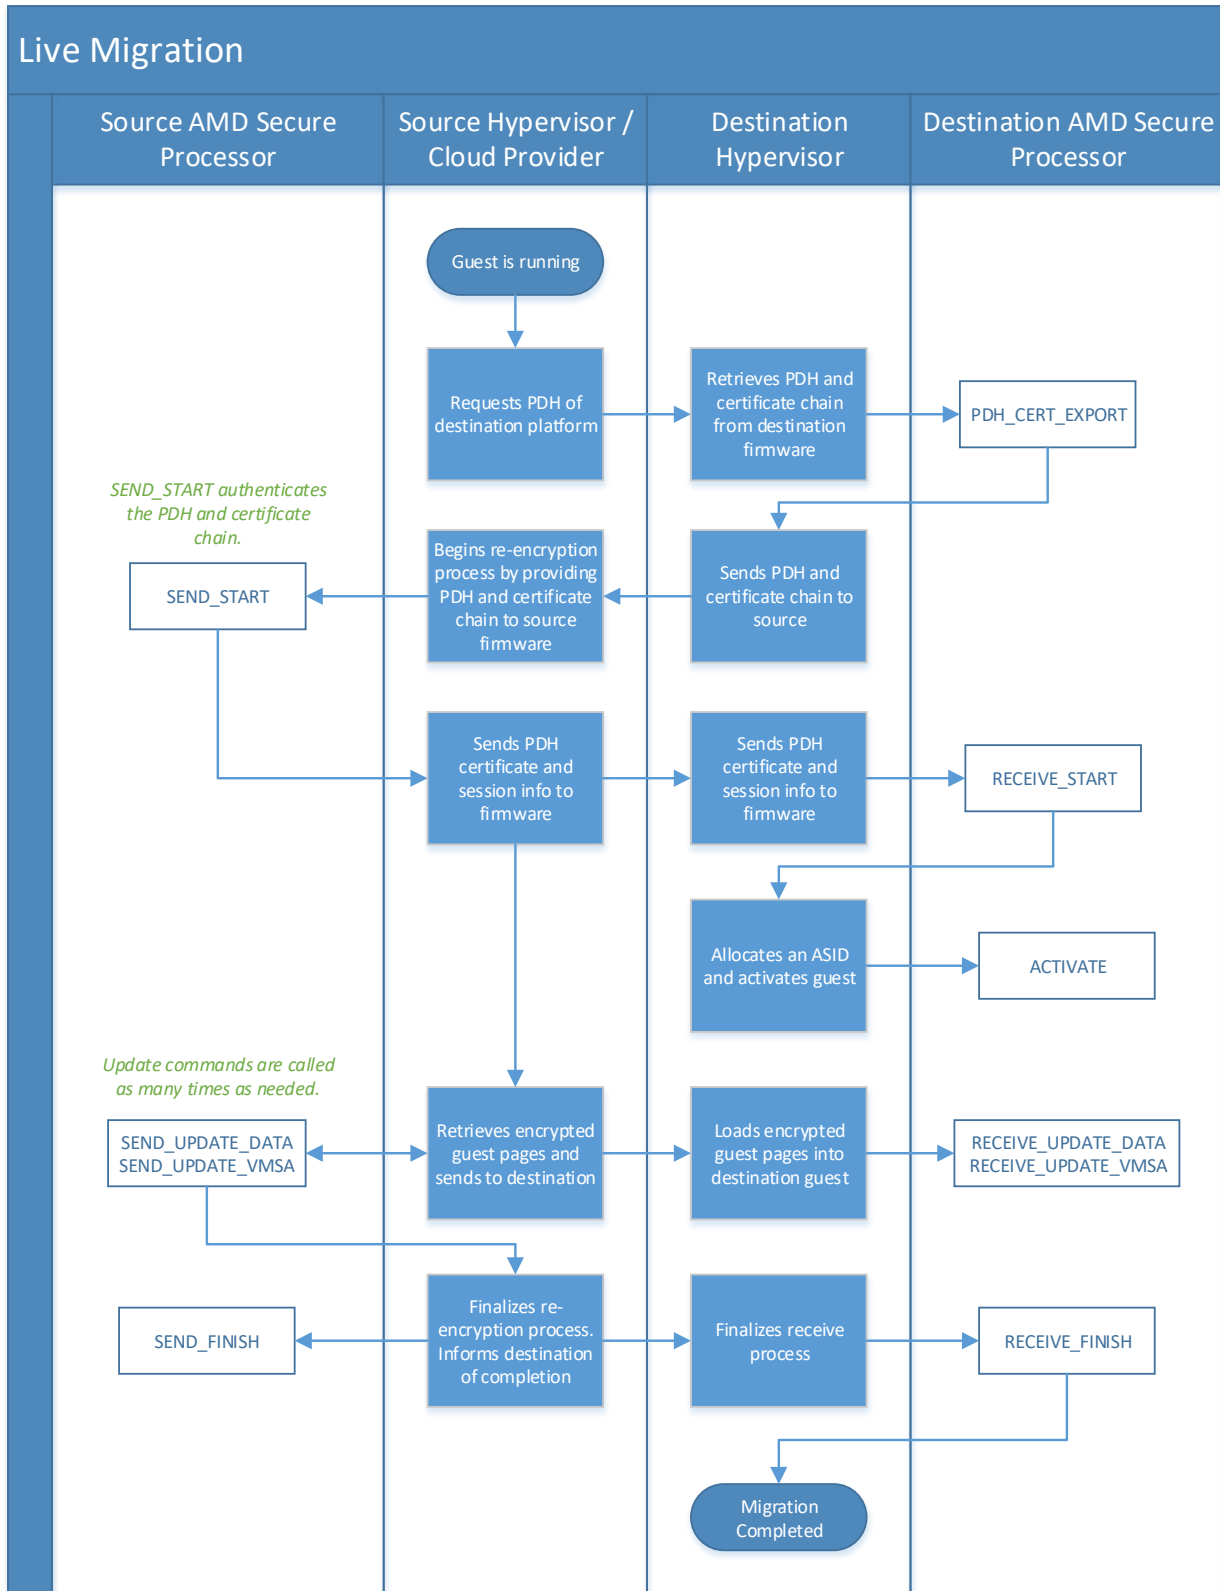 Live Migration
Source AMD Secure
Processor
Source Hypervisor /
Cloud Provider
Destination
Hypervisor
Destination AMD Secure
Processor
Guest is running
Requests PDH of
destination platform
Retrieves PDH and
certificate chain
from destination
firmware
PDH_CERT_EXPORT
SEND_START authenticates
the PDH and certificate
chain.
SEND_START
Begins re-encryption
process by providing
PDH and certificate
chain to source
firmware
Sends PDH and
certificate chain to
source
Sends PDH
certificate and
session info to
firmware
Sends PDH
certificate and
session info to
firmware
RECEIVE_START
Allocates an ASID
and activates guest
ACTIVATE
Update commands are called
as many times as needed.
SEND_UPDATE_DATA
SEND_UPDATE_VMSA
Retrieves encrypted
guest pages and
sends to destination
Loads encrypted
guest pages into
destination guest
RECEIVE_UPDATE_DATA
RECEIVE_UPDATE_VMSA
SEND_FINISH
Finalizes re-
encryption process.
Informs destination
of completion
Finalizes receive
process
RECEIVE_FINISH
Migration
Completed